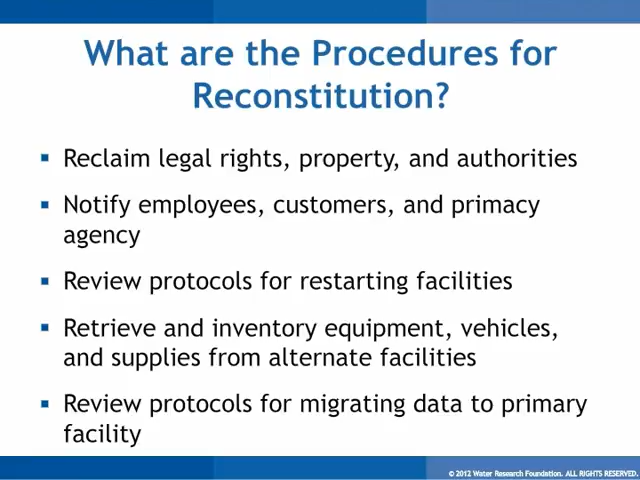 What are the Procedures for
Reconstitution?
▪ Reclaim legal rights, property, and authorities
▪ Notify employees, customers, and primacy
agency
▪ Review protocols for restarting facilities
▪ Retrieve and inventory equipment, vehicles,
and supplies from alternate facilities
▪ Review protocols for migrating data to primary
facility
© 2012 Water Research Foundation. ALL RIGHTS RESERVED.